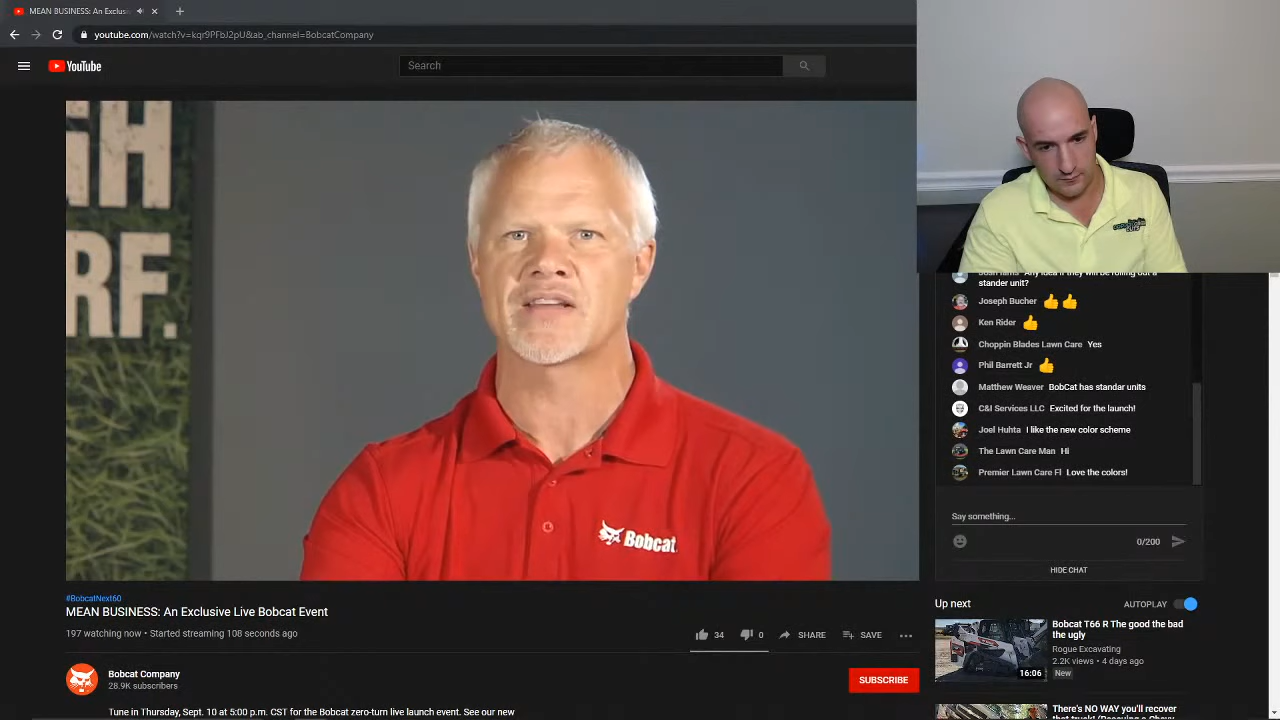 MEAN BUSINESS: An Exclusiv
youtube.com/watch?v=kqr9PFbJ2pU&ab_channel=BobcatCompany
YouTube
Search
GH
RF.
Bobcat
stander unit?
Joseph Bucher 👍👍
Ken Rider 👍
Choppin Blades Lawn Care Yes
Phil Barrett Jr 👍
Matthew Weaver BobCat has standar units
C&I Services LLC Excited for the launch!
Joel Huhta I like the new color scheme
The Lawn Care Man Hi
Premier Lawn Care Fl Love the colors!
Say something...
0/200
HIDE CHAT
#BobcatNext60
MEAN BUSINESS: An Exclusive Live Bobcat Event
197 watching now • Started streaming 108 seconds ago
34
0
SHARE
SAVE
Bobcat Company
28.9K subscribers
SUBSCRIBE
Tune in Thursday, Sept. 10 at 5:00 p.m. CST for the Bobcat zero-turn live launch event. See our new
Up next
AUTOPLAY
Bobcat T66 R The good the bad
the ugly
Rogue Excavating
2.2K views • 4 days ago
New
16:06
There's NO WAY you'll recover